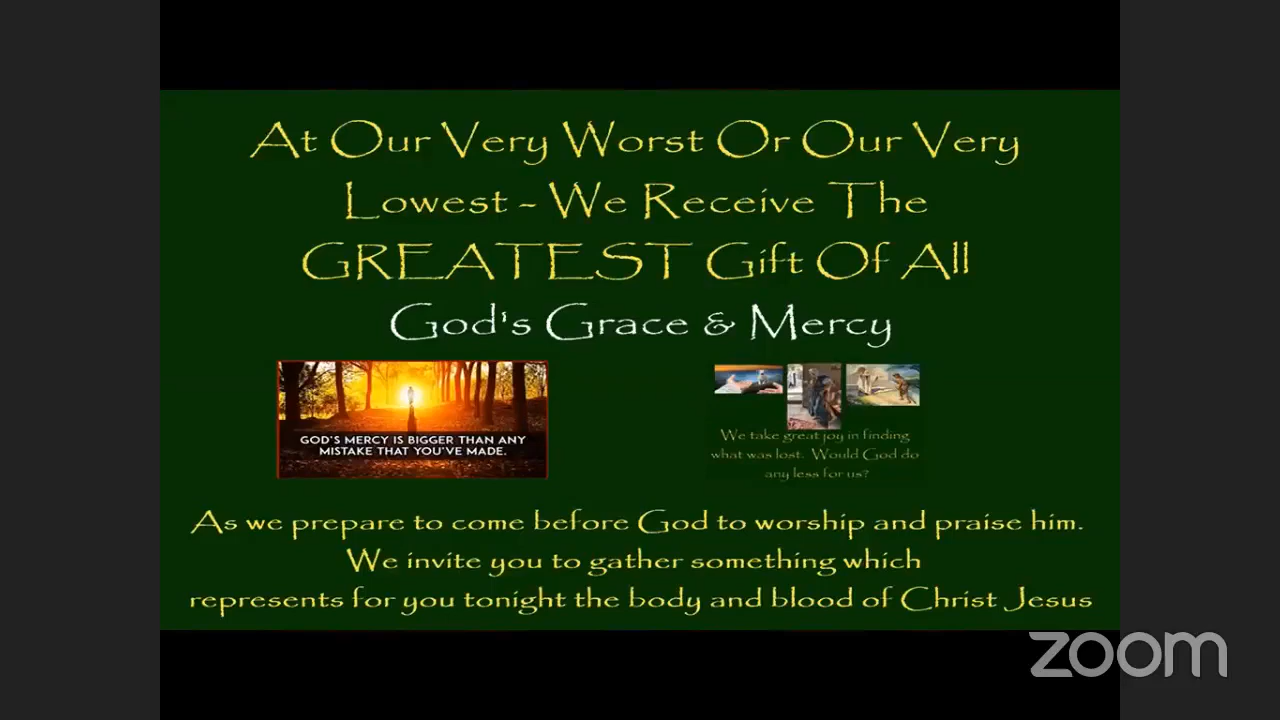 At Our Very Worst Or Our Very
Lowest - We Receive The
GREATEST Gift Of All
God's Grace & Mercy
GOD'S MERCY IS BIGGER THAN ANY
MISTAKE THAT YOU'VE MADE.
We take great joy in finding
what was lost. Would God do
any less for us?
As we prepare to come before God to worship and praise him.
We invite you to gather something which
represents for you tonight the body and blood of Christ Jesus
zoom